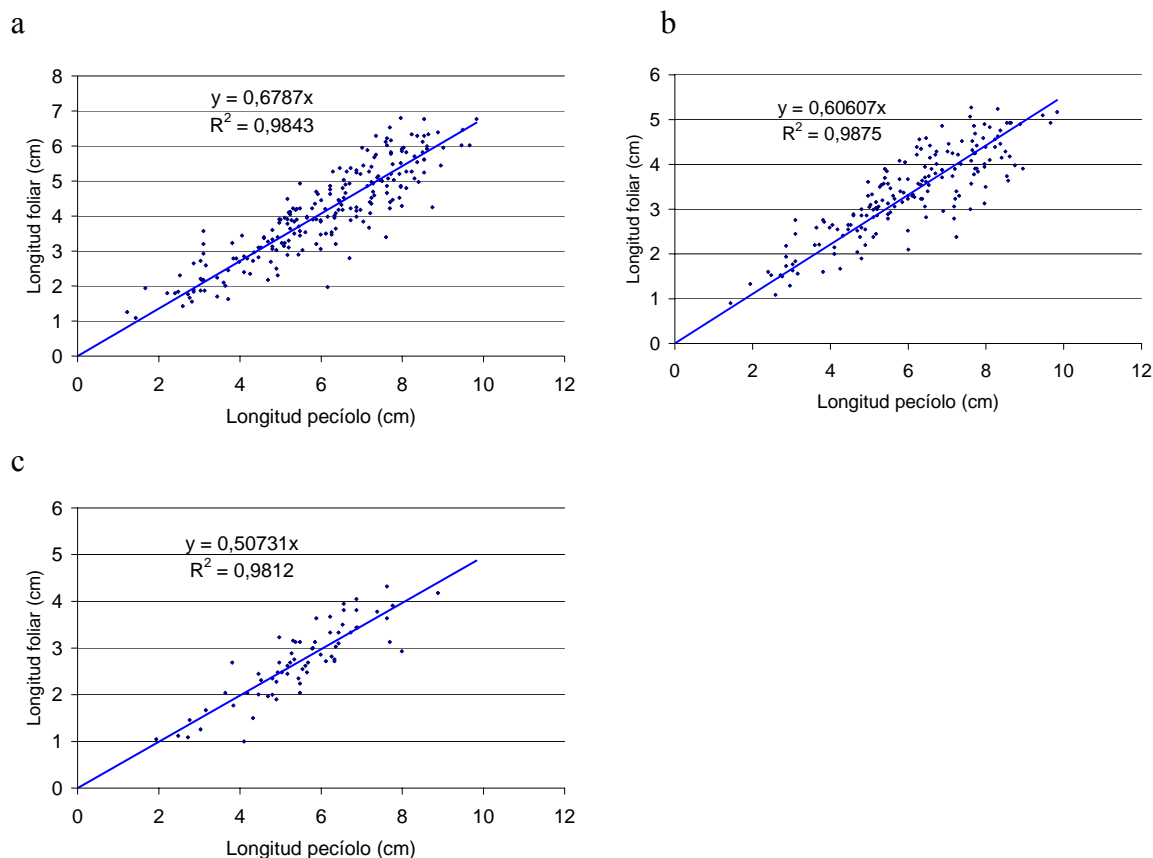 a
8
7
6
5
4
3
2
1
0
y = 0,6787x
R² = 0,9843
Longitud foliar (cm)
0 2 4 6 8 10 12
Longitud pecíolo (cm)
b
6
5
4
3
2
1
0
y = 0,60607x
R² = 0,9875
Longitud foliar (cm)
0 2 4 6 8 10 12
Longitud pecíolo (cm)
c
6
5
4
3
2
1
0
y = 0,50731x
R² = 0,9812
Longitud foliar (cm)
0 2 4 6 8 10 12
Longitud pecíolo (cm)